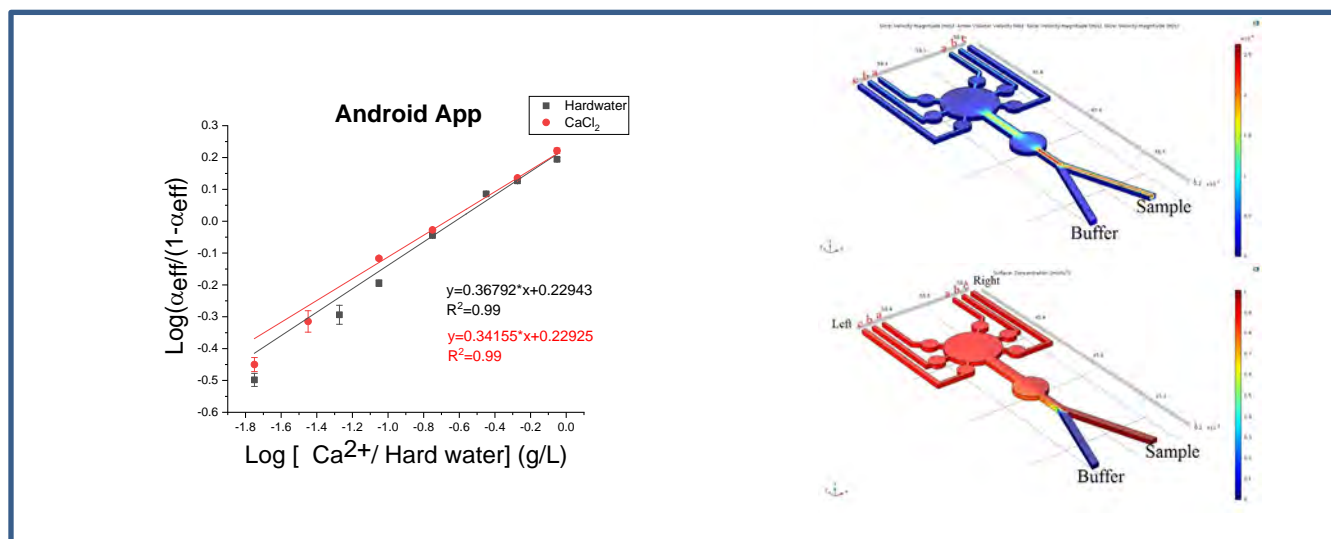 Android App
Hardwater
CaCl₂
Log(αeff/(1-αeff)
0.3
0.2
0.1
0.0
-0.1
-0.2
-0.3
-0.4
-0.5
-0.6
y=0.36792*x+0.22943
R²=0.99
y=0.34155*x+0.22925
R²=0.99
-1.8 -1.6 -1.4 -1.2 -1.0 -0.8 -0.6 -0.4 -0.2 0.0
Log [ Ca²⁺/ Hard water] (g/L)
a b c
c b a
Sample
Buffer
Right
a b c
Left
c b a
Sample
Buffer